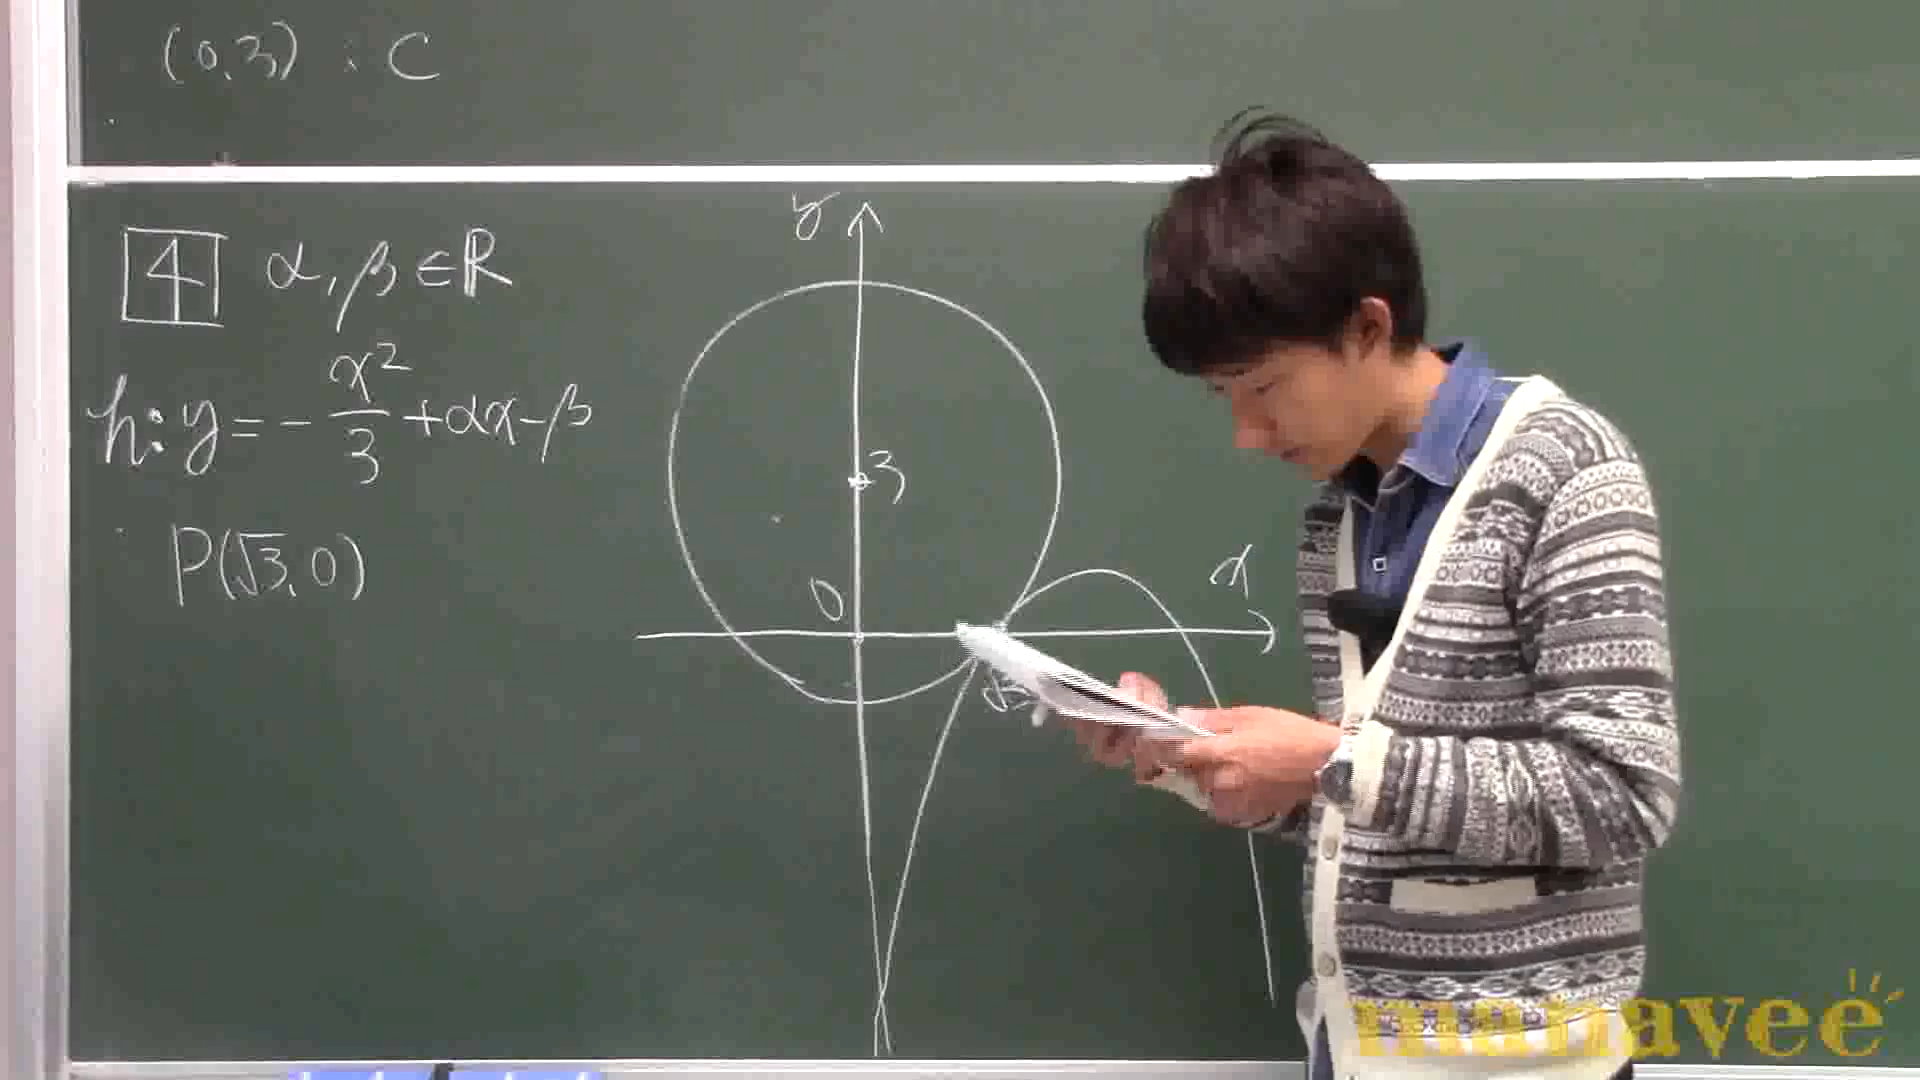 (0,3) : C
4 α, β ∈ ℝ
h: y = -x²/3 + αx - β
P(√3, 0)
y
3
0
x
manavee